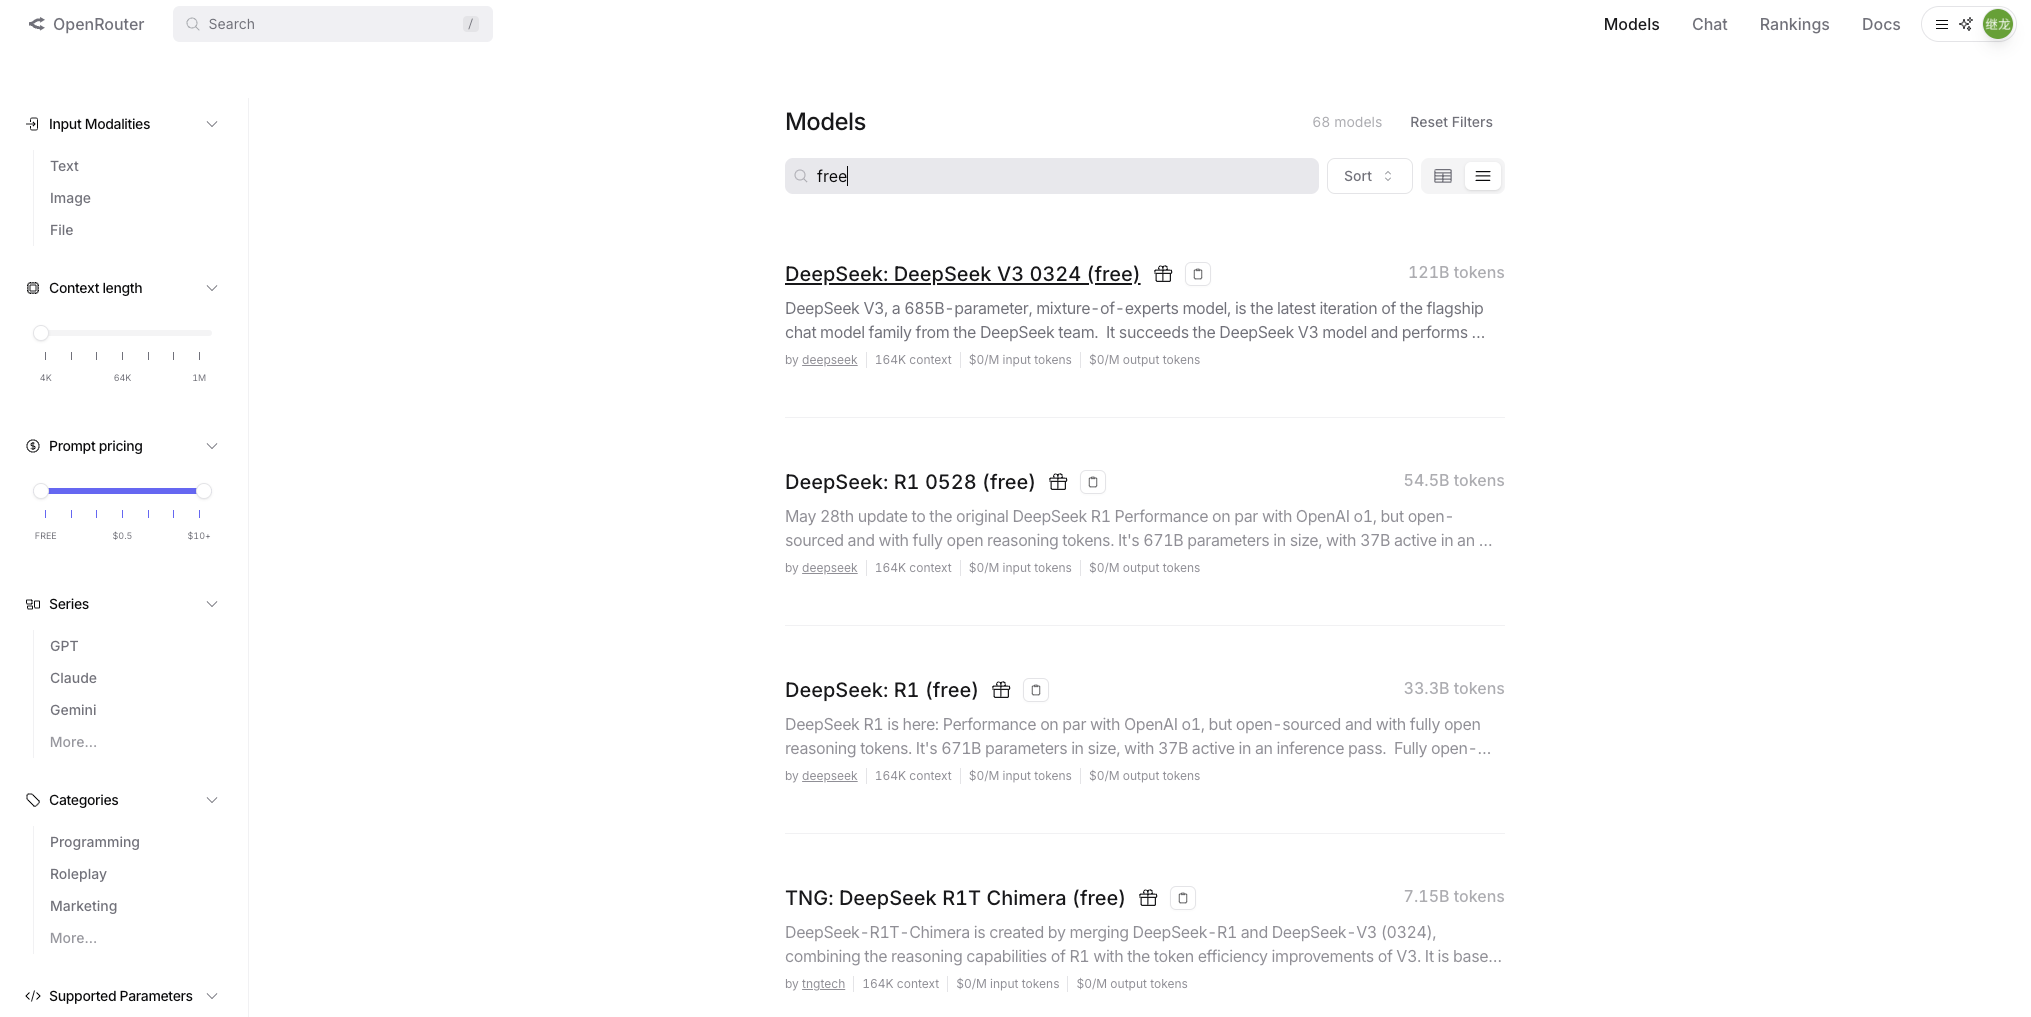 OpenRouter
Search
/
Models
Chat
Rankings
Docs
继龙
Input Modalities
Text
Image
File
Context length
4K 64K 1M
Prompt pricing
FREE $0.5 $10+
Series
GPT
Claude
Gemini
More...
Categories
Programming
Roleplay
Marketing
More...
Supported Parameters
Models
68 models
Reset Filters
free
Sort
DeepSeek: DeepSeek V3 0324 (free)
121B tokens
DeepSeek V3, a 685B-parameter, mixture-of-experts model, is the latest iteration of the flagship
chat model family from the DeepSeek team. It succeeds the DeepSeek V3 model and performs ...
by deepseek 164K context $0/M input tokens $0/M output tokens
DeepSeek: R1 0528 (free)
54.5B tokens
May 28th update to the original DeepSeek R1 Performance on par with OpenAI o1, but open-
sourced and with fully open reasoning tokens. It's 671B parameters in size, with 37B active in an ...
by deepseek 164K context $0/M input tokens $0/M output tokens
DeepSeek: R1 (free)
33.3B tokens
DeepSeek R1 is here: Performance on par with OpenAI o1, but open-sourced and with fully open
reasoning tokens. It's 671B parameters in size, with 37B active in an inference pass. Fully open-...
by deepseek 164K context $0/M input tokens $0/M output tokens
TNG: DeepSeek R1T Chimera (free)
7.15B tokens
DeepSeek-R1T-Chimera is created by merging DeepSeek-R1 and DeepSeek-V3 (0324),
combining the reasoning capabilities of R1 with the token efficiency improvements of V3. It is base...
by tngtech 164K context $0/M input tokens $0/M output tokens